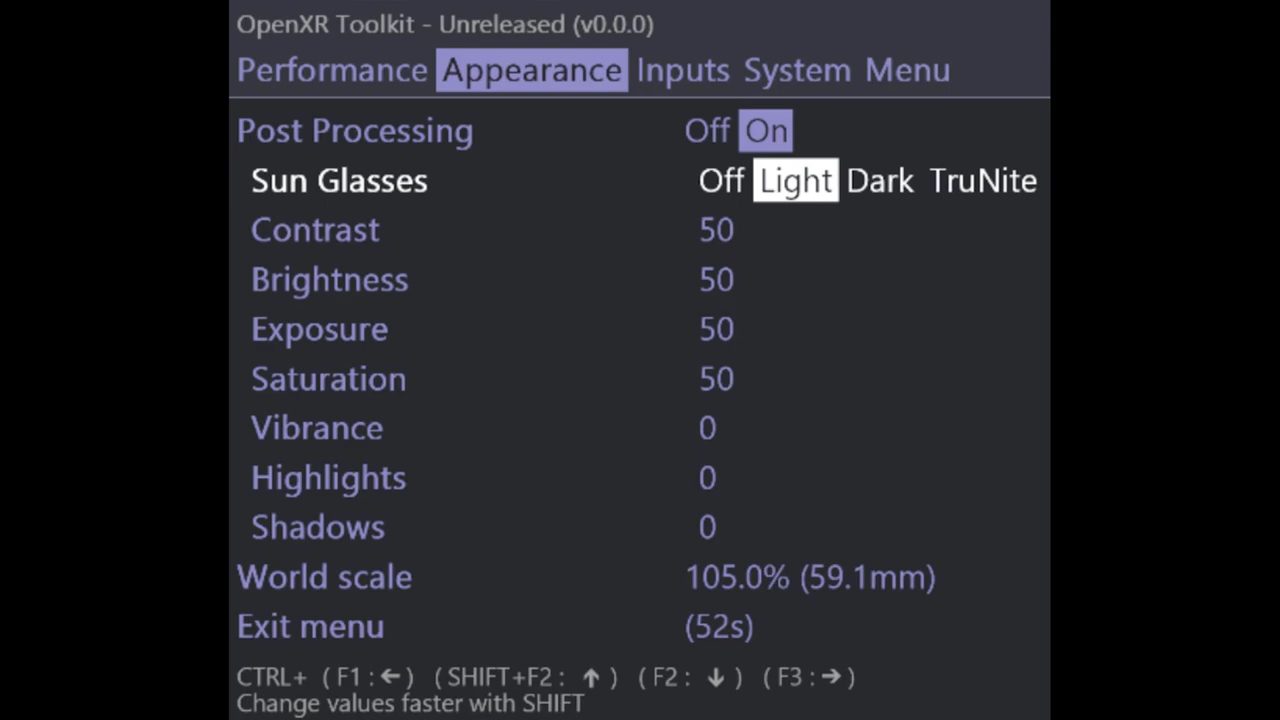 OpenXR Toolkit - Unreleased (v0.0.0)
Performance Appearance Inputs System Menu
Post Processing Off On
Sun Glasses Off Light Dark TruNite
Contrast 50
Brightness 50
Exposure 50
Saturation 50
Vibrance 0
Highlights 0
Shadows 0
World scale 105.0% (59.1mm)
Exit menu (52s)
CTRL+ ( F1 : ← ) ( SHIFT+F2 : ↑ ) ( F2 : ↓ ) ( F3 : → )
Change values faster with SHIFT